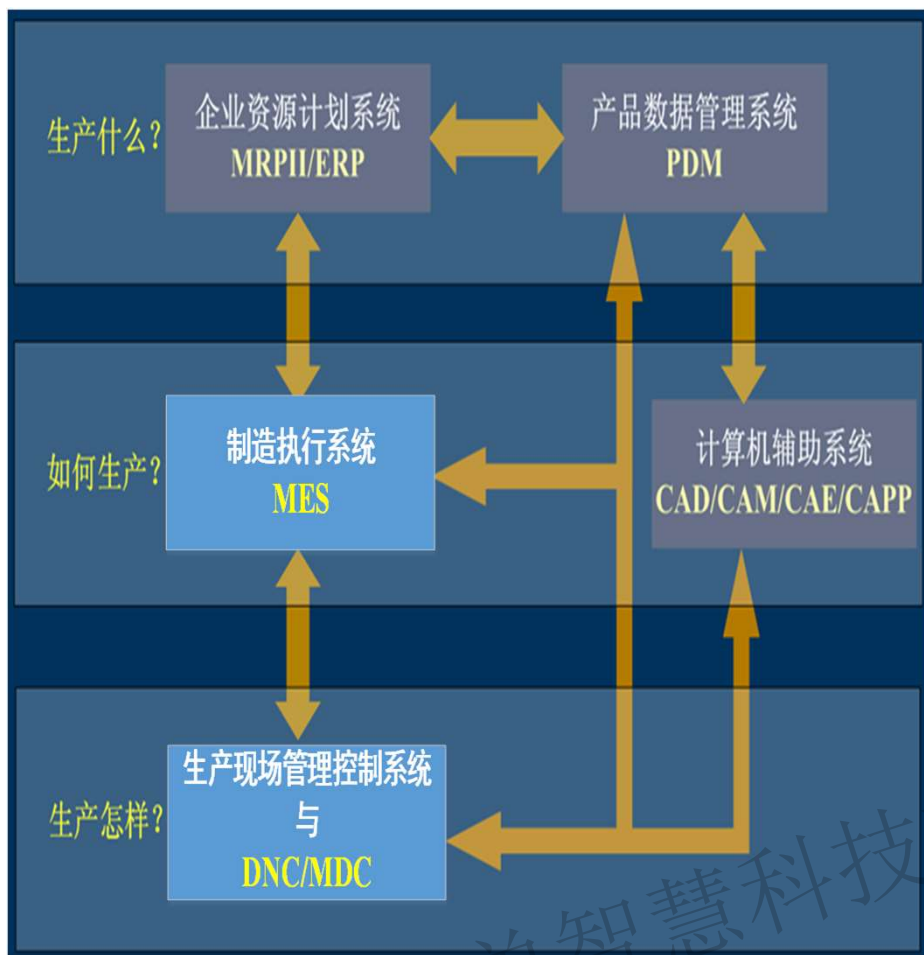 生产什么?
企业资源计划系统
MRPII/ERP
产品数据管理系统
PDM
如何生产?
制造执行系统
MES
计算机辅助系统
CAD/CAM/CAE/CAPP
生产怎样?
生产现场管理控制系统
与
DNC/MDC
智慧科技